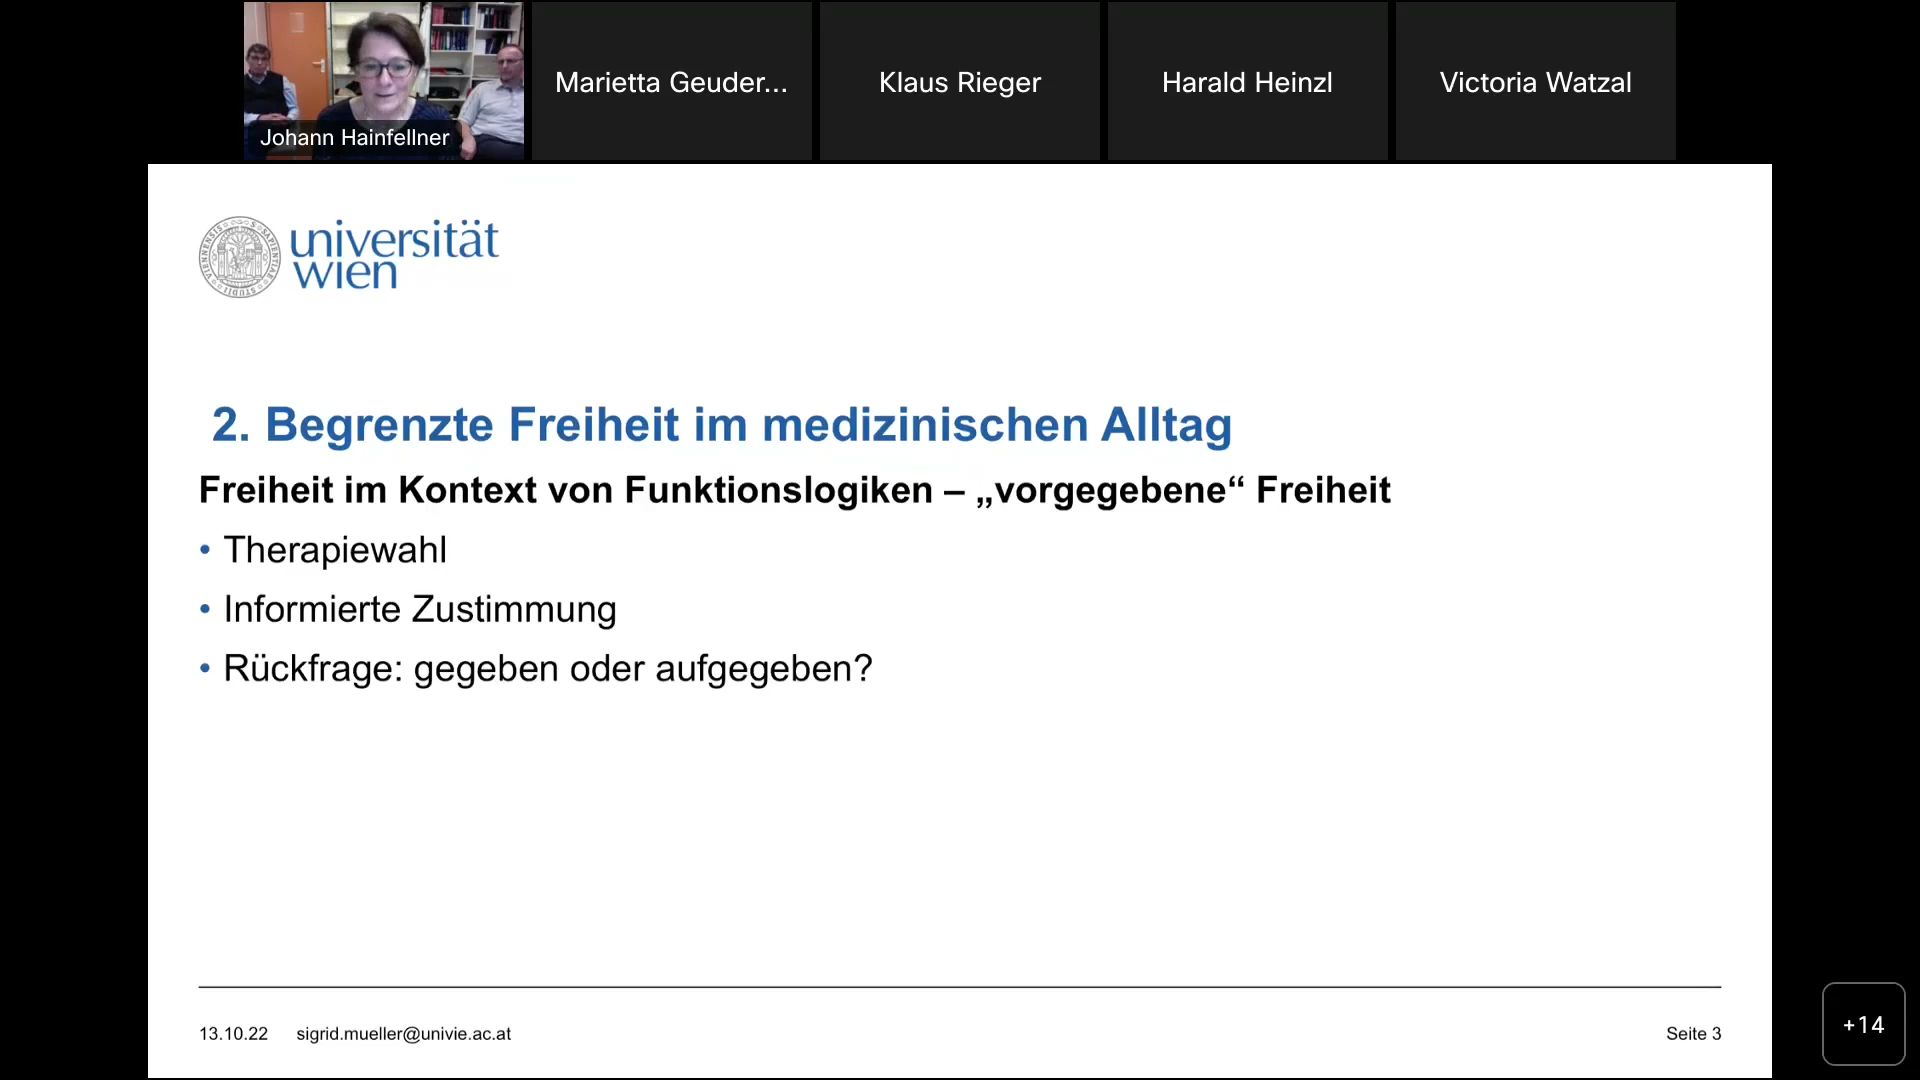 Johann Hainfellner
Marietta Geuder...
Klaus Rieger
Harald Heinzl
Victoria Watzal
universität
wien
2. Begrenzte Freiheit im medizinischen Alltag
Freiheit im Kontext von Funktionslogiken – „vorgegebene“ Freiheit
• Therapiewahl
• Informierte Zustimmung
• Rückfrage: gegeben oder aufgegeben?
13.10.22 sigrid.mueller@univie.ac.at
Seite 3
+14